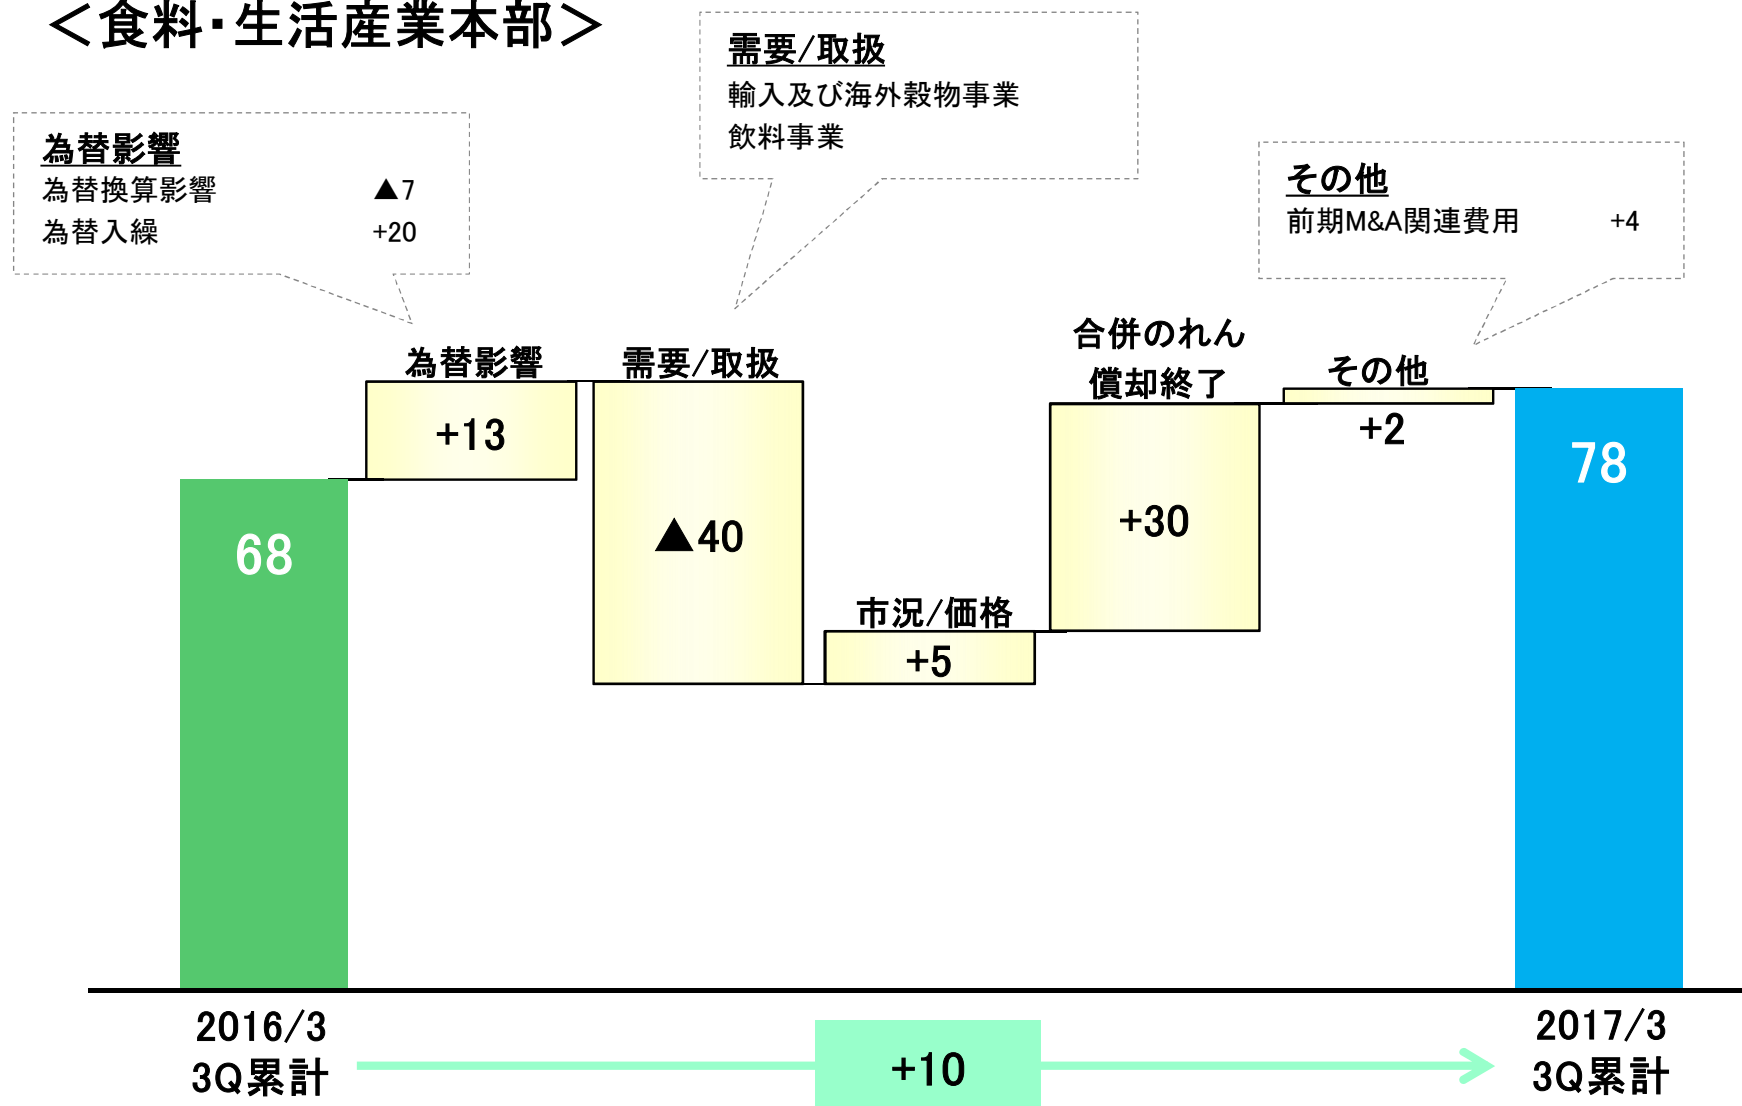 ＜食料・生活産業本部＞
需要/取扱
輸入及び海外穀物事業
飲料事業
為替影響
為替換算影響 ▲7
為替入繰 +20
その他
前期M&A関連費用 +4
為替影響
需要/取扱
合併のれん
償却終了
その他
+13
+2
68
▲40
+30
78
市況/価格
+5
2016/3
3Q累計
+10
2017/3
3Q累計